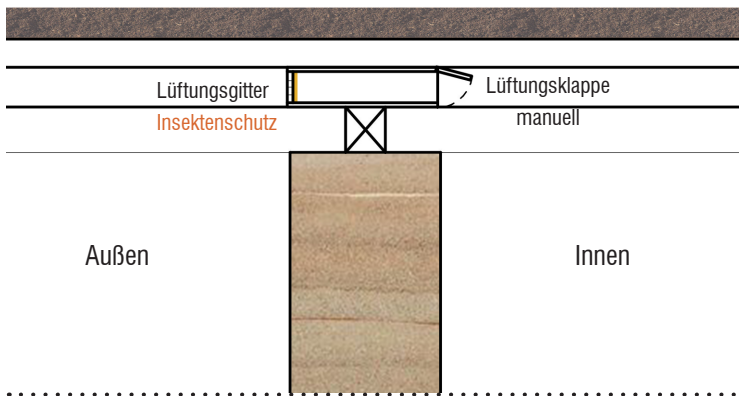 Lüftungsgitter
Insektenschutz
Lüftungsklappe
manuell
Außen
Innen